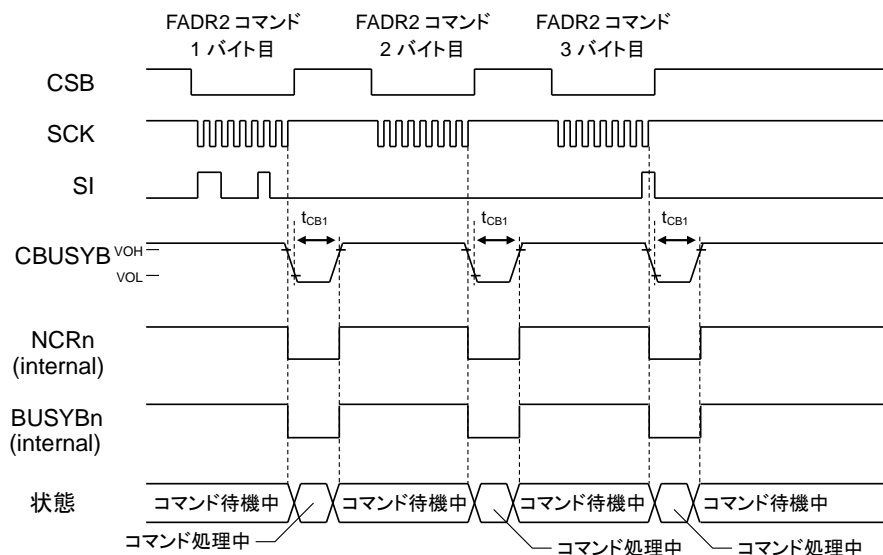 FADR2 コマンド
1 バイト目
FADR2 コマンド
2 バイト目
FADR2 コマンド
3 バイト目
CSB
SCK
SI
tCB1
tCB1
tCB1
CBUSYB
VOH
VOL
NCRn
(internal)
BUSYBn
(internal)
状態
コマンド待機中
コマンド待機中
コマンド待機中
コマンド待機中
コマンド処理中
コマンド処理中
コマンド処理中